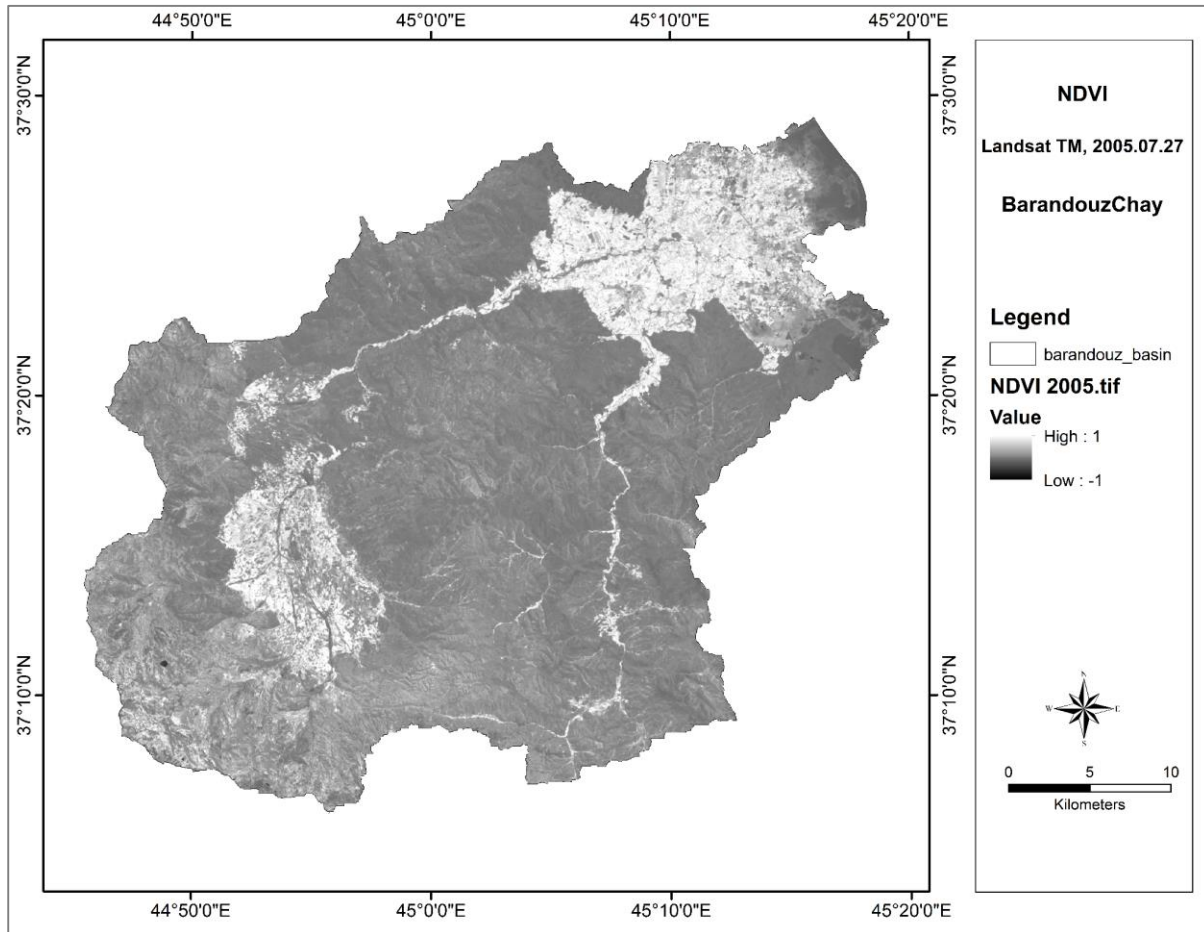 44°50'0"E 45°0'0"E 45°10'0"E 45°20'0"E
37°30'0"N
37°20'0"N
37°10'0"N
37°30'0"N
37°20'0"N
37°10'0"N
44°50'0"E 45°0'0"E 45°10'0"E 45°20'0"E
NDVI
Landsat TM, 2005.07.27
BarandouzChay
Legend
barandouz_basin
NDVI 2005.tif
Value
High : 1
Low : -1
N
W E
S
0 5 10
Kilometers